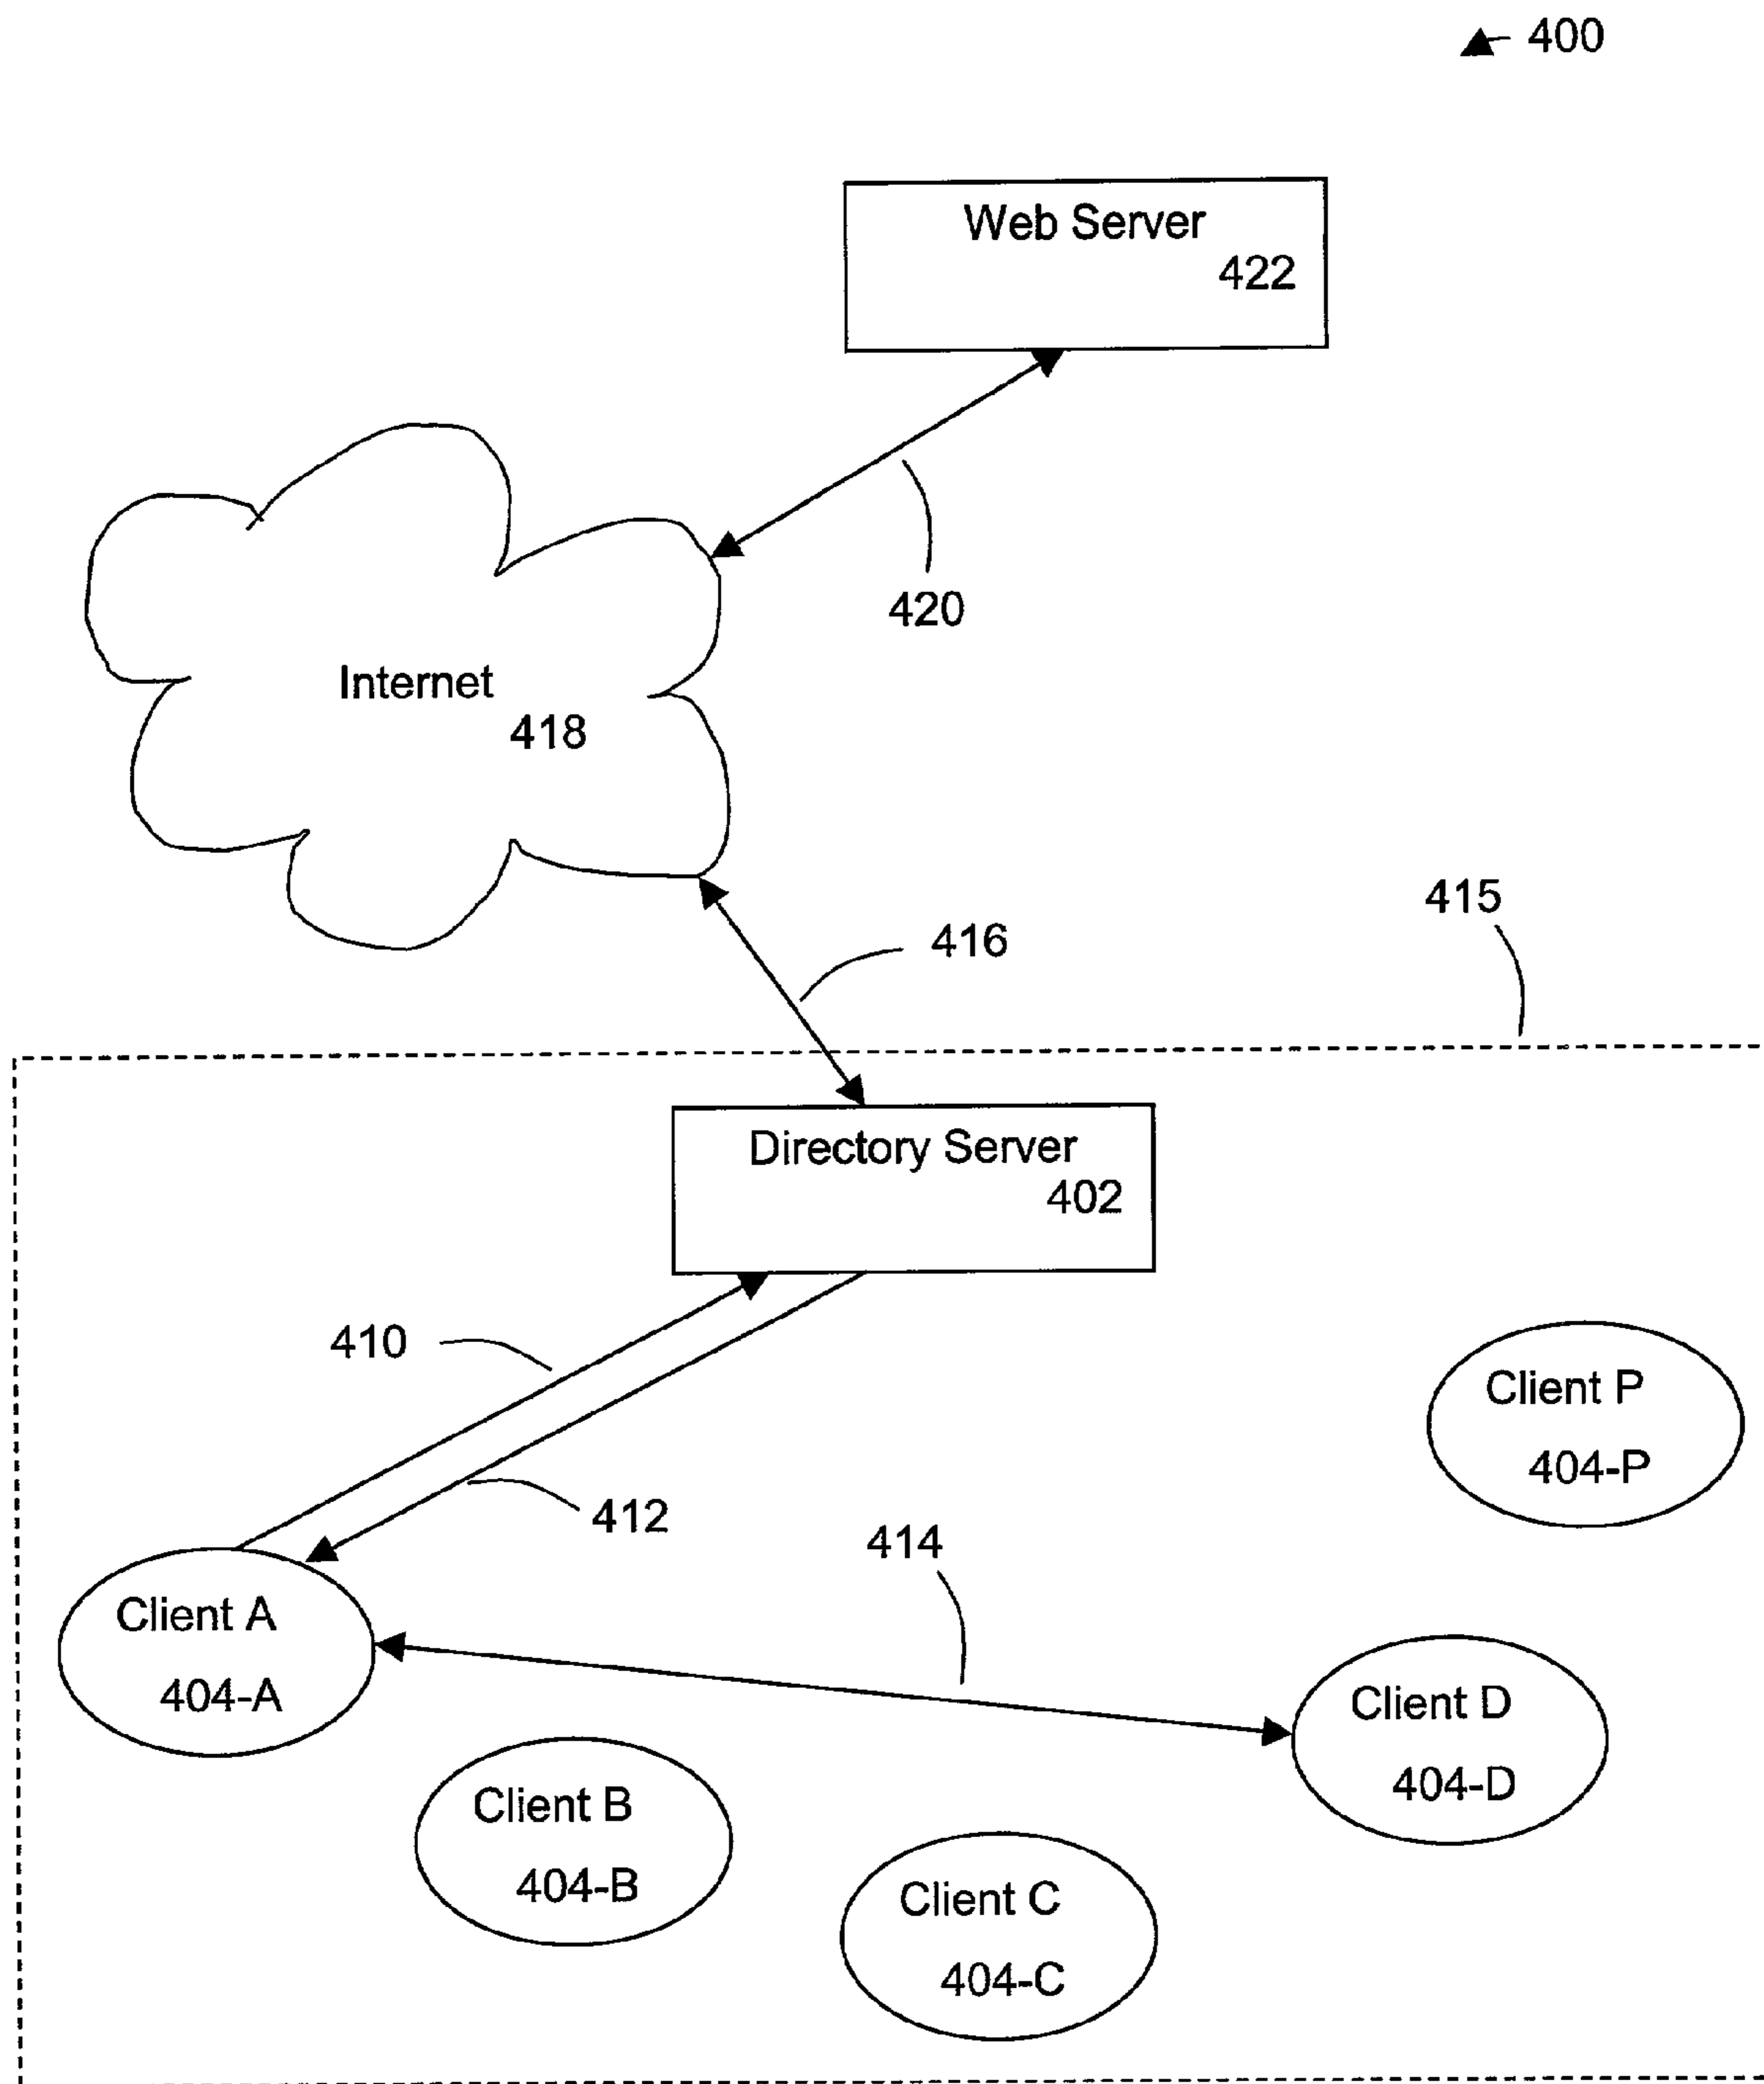 400
Web Server
422
420
Internet
418
415
416
Directory Server
402
410
Client P
404-P
412
414
Client A
404-A
Client D
404-D
Client B
404-B
Client C
404-C